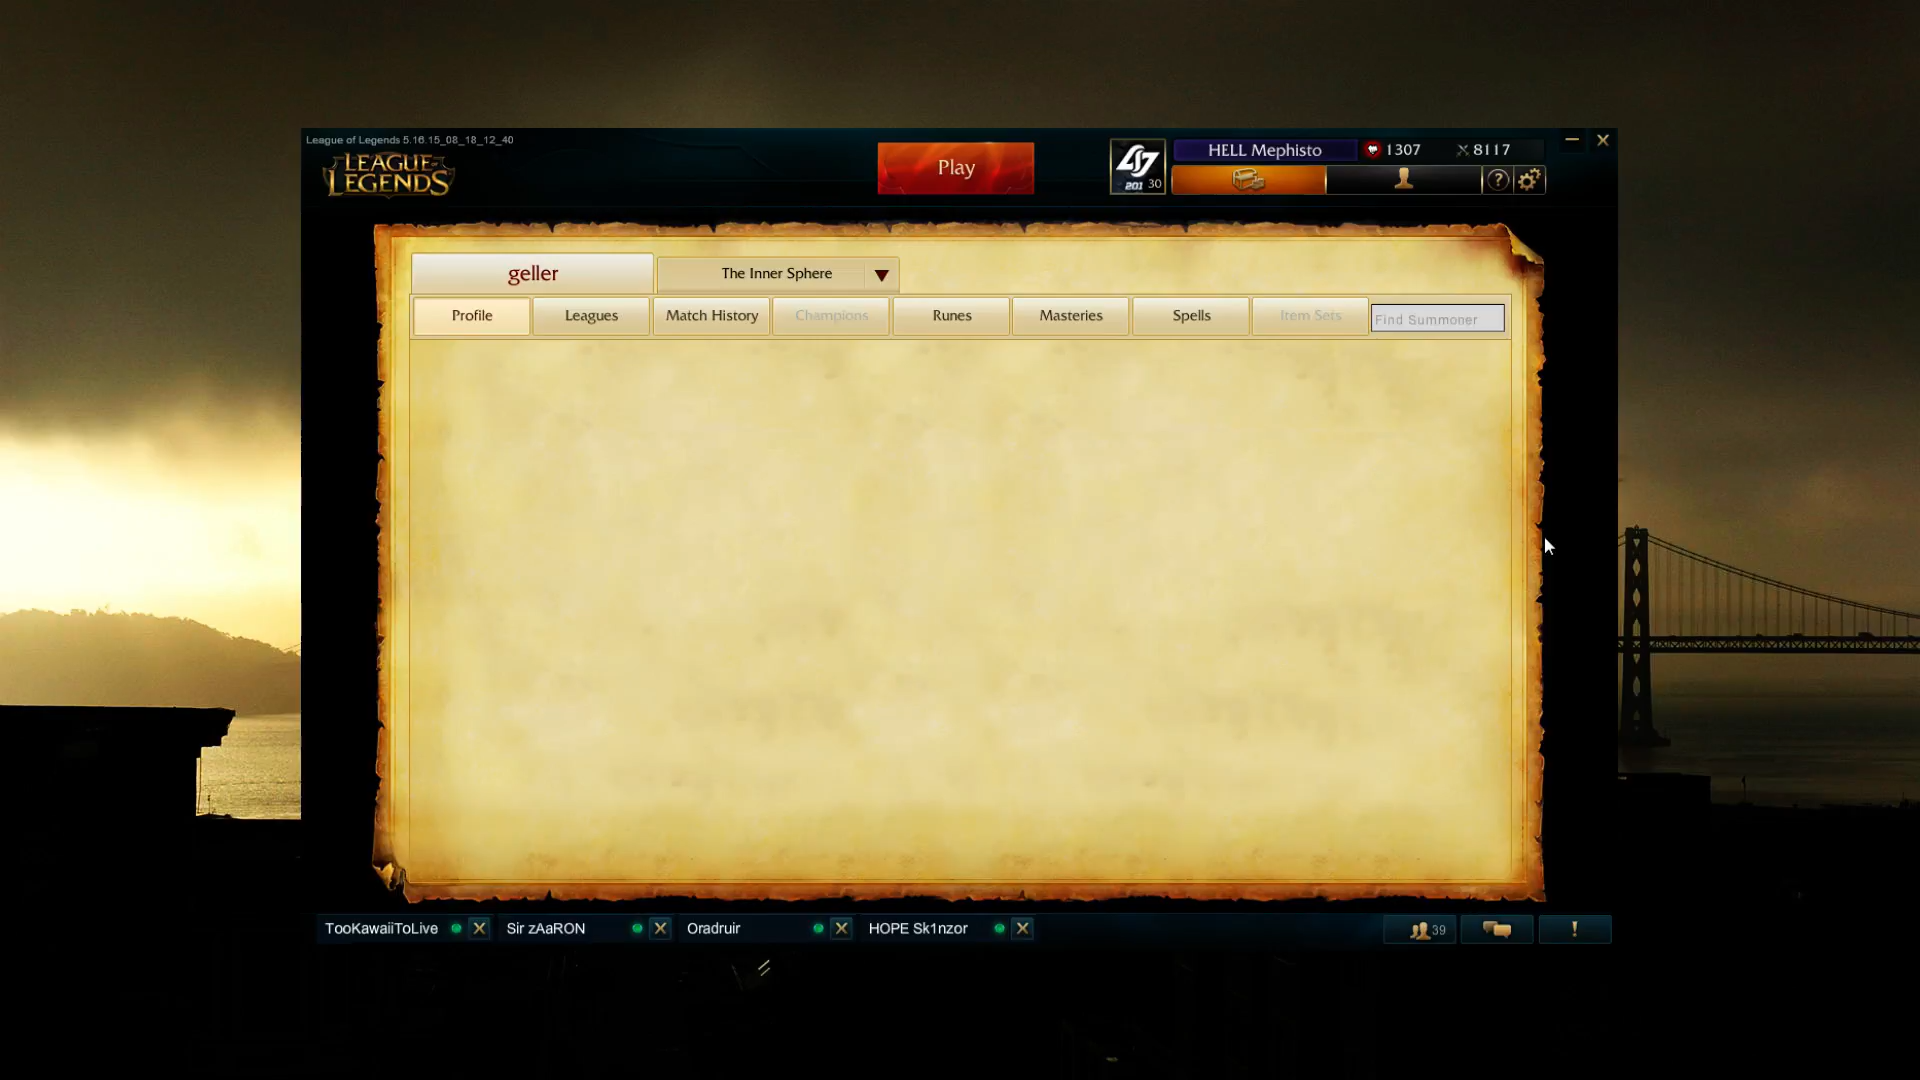 League of Legends 5.16.15_08_18_12_40
LEAGUE OF LEGENDS
Play
201 30
HELL Mephisto 1307 8117
?
geller The Inner Sphere
Profile Leagues Match History Champions Runes Masteries Spells Item Sets Find Summoner
TooKawaiiToLive X Sir zAaRON X Oradruir X HOPE Sk1nzor X 39 !